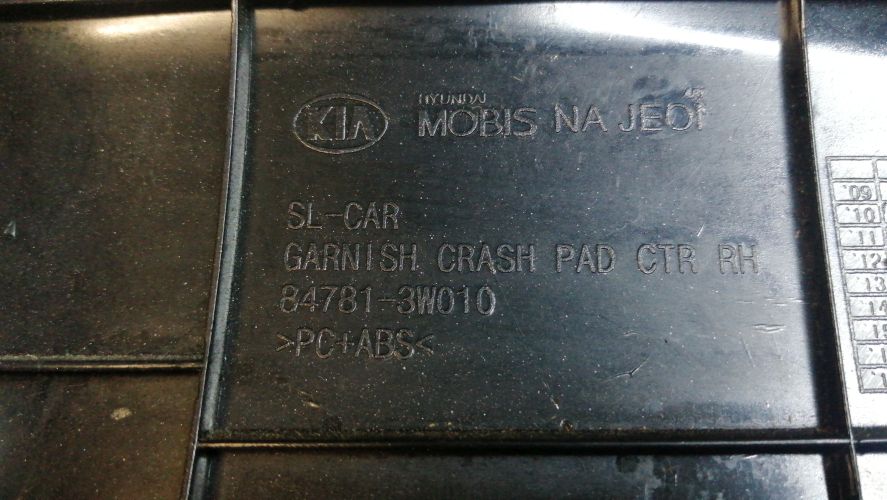 KIA
HYUNDAI
MOBIS NA JEON
SL-CAR
GARNISH CRASH PAD CTR RH
84781-3W010
>PC+ABS<
'09
'10
11
'12
13
14